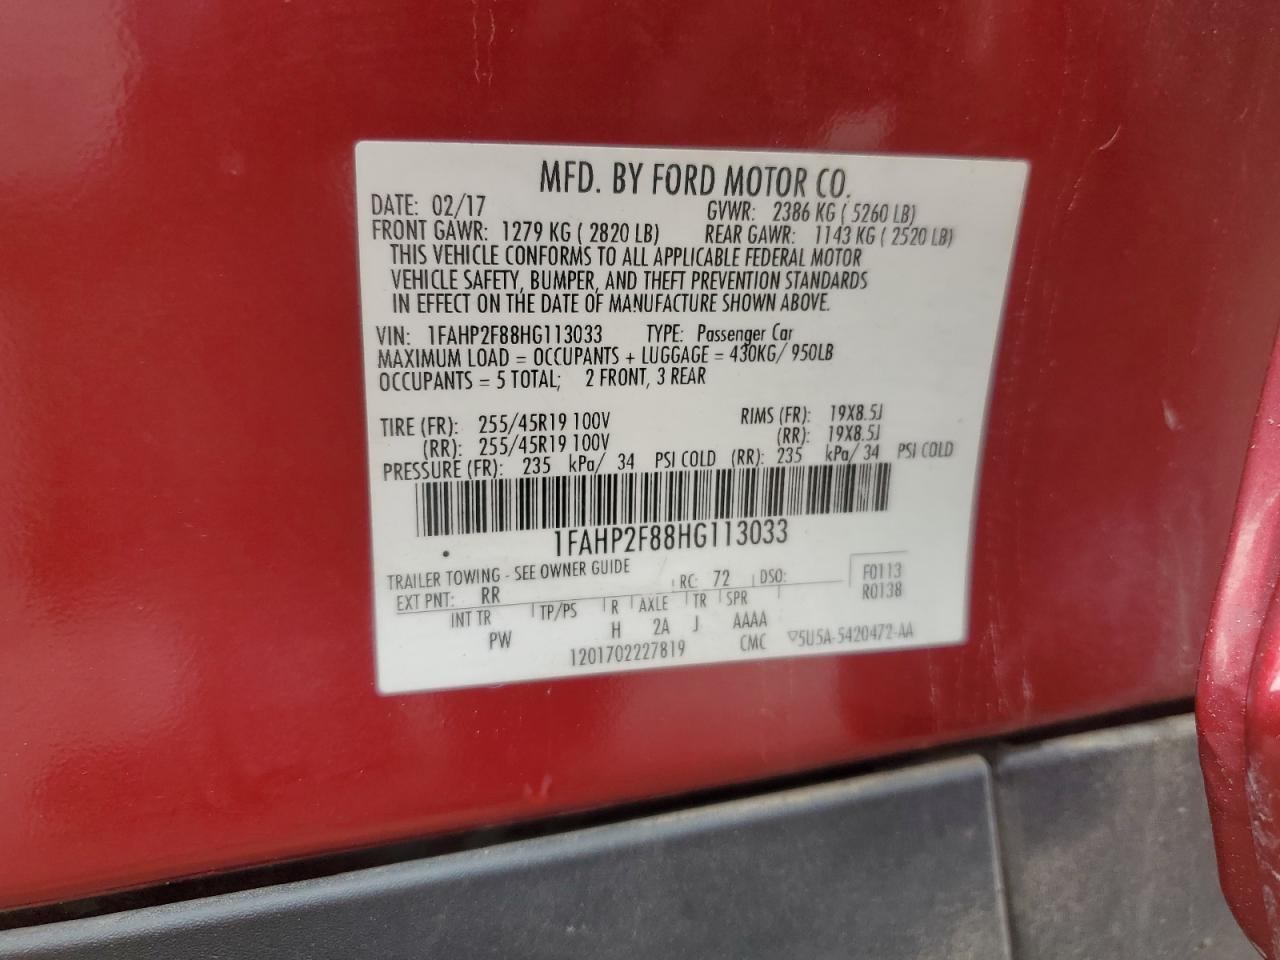 MFD. BY FORD MOTOR CO.
DATE: 02/17 GVWR: 2386 KG ( 5260 LB)
FRONT GAWR: 1279 KG ( 2820 LB) REAR GAWR: 1143 KG ( 2520 LB)
THIS VEHICLE CONFORMS TO ALL APPLICABLE FEDERAL MOTOR
VEHICLE SAFETY, BUMPER, AND THEFT PREVENTION STANDARDS
IN EFFECT ON THE DATE OF MANUFACTURE SHOWN ABOVE.
VIN: 1FAHP2F88HG113033 TYPE: Passenger Car
MAXIMUM LOAD = OCCUPANTS + LUGGAGE = 430KG/ 950LB
OCCUPANTS = 5 TOTAL; 2 FRONT, 3 REAR
TIRE (FR): 255/45R19 100V RIMS (FR): 19X8.5J
(RR): 255/45R19 100V (RR): 19X8.5J
PRESSURE (FR): 235 kPa/ 34 PSI COLD (RR): 235 kPa/ 34 PSI COLD
1FAHP2F88HG113033
TRAILER TOWING - SEE OWNER GUIDE
EXT PNT: RR RC: 72 DSO: F0113
R0138
INT TR TP/PS R AXLE TR SPR
PW H 2A J AAAA
1201702227819 CMC ▽5U5A-5420472-AA